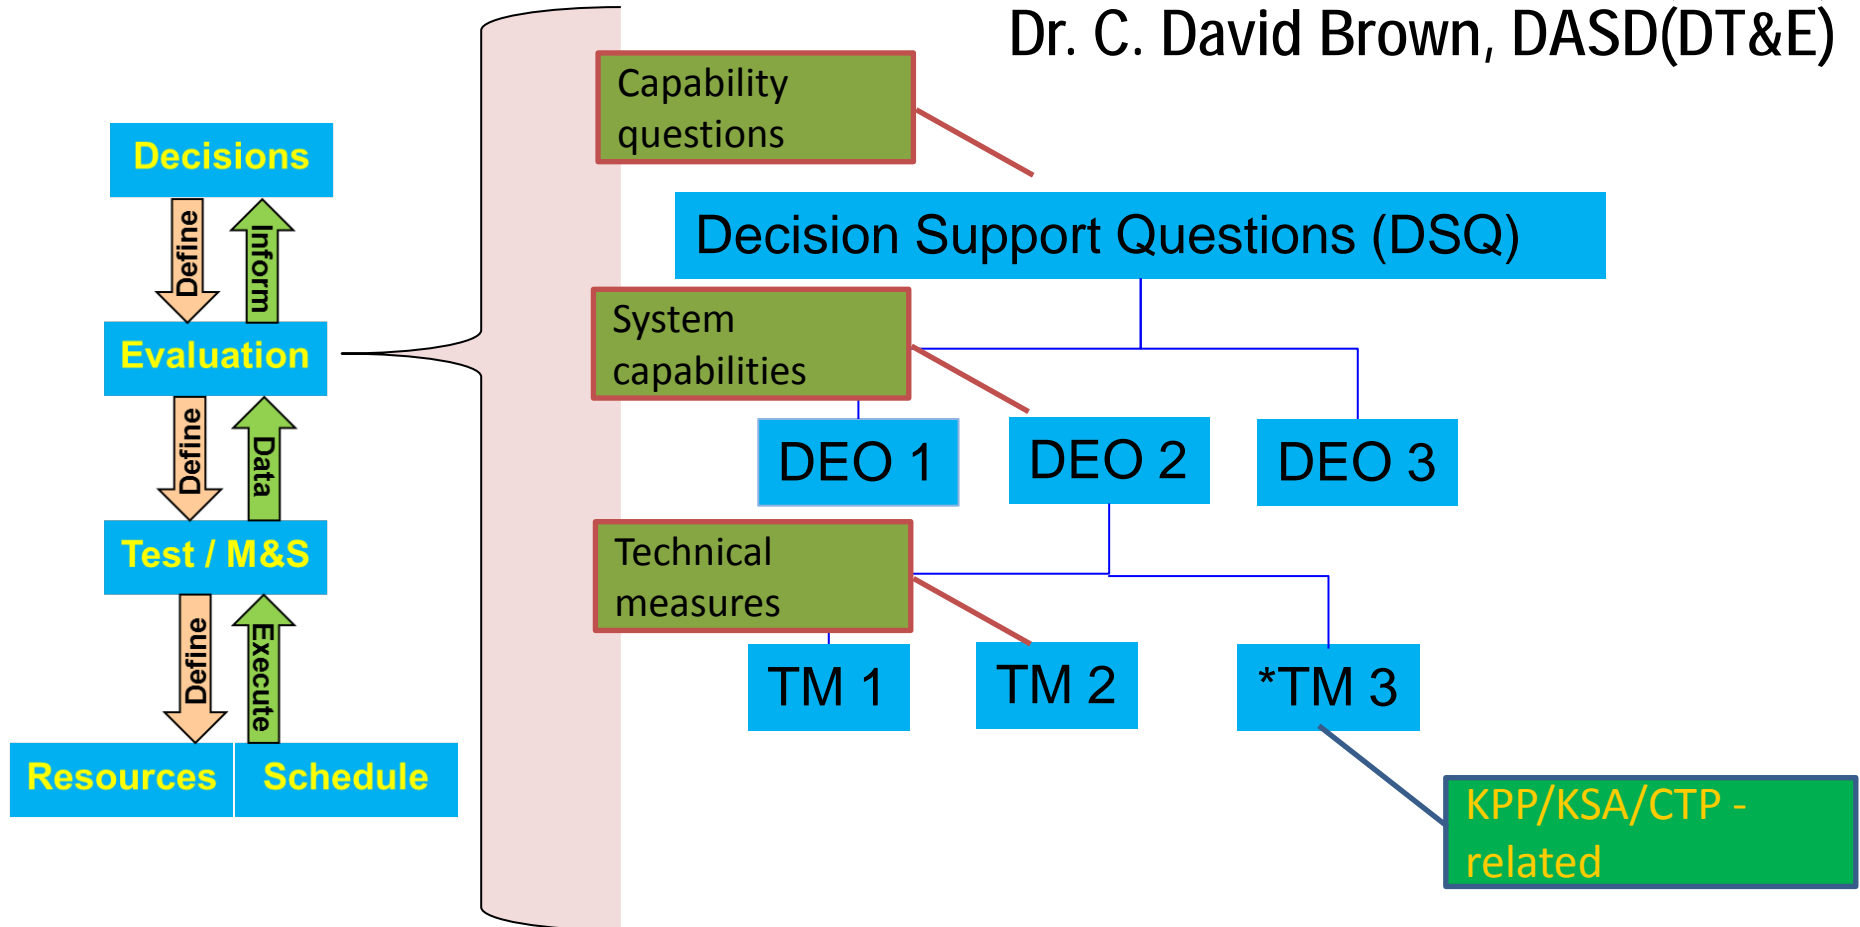 Dr. C. David Brown, DASD(DT&E)
Decisions
Define
Inform
Evaluation
Define
Data
Test / M&S
Define
Execute
Resources
Schedule
Capability
questions
Decision Support Questions (DSQ)
System
capabilities
DEO 1
DEO 2
DEO 3
Technical
measures
TM 1
TM 2
*TM 3
KPP/KSA/CTP -
related